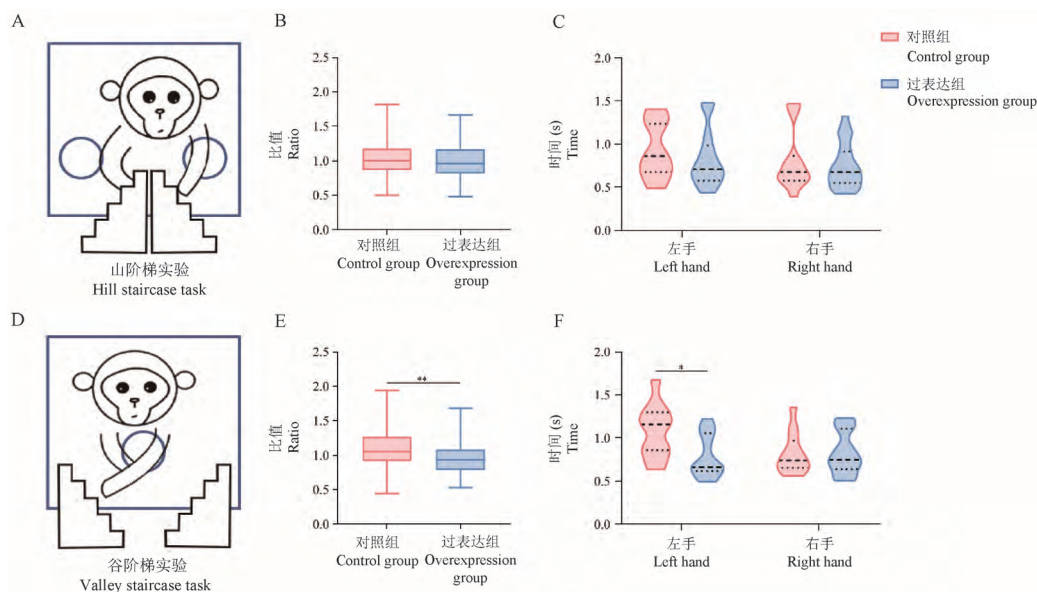 A
山阶梯实验
Hill staircase task
B
比值
Ratio
2.5
2.0
1.5
1.0
0.5
0.0
对照组
Control group
过表达组
Overexpression
group
C
时间 (s)
Time
2.0
1.5
1.0
0.5
0.0
左手
Left hand
右手
Right hand
对照组
Control group
过表达组
Overexpression group
D
谷阶梯实验
Valley staircase task
E
比值
Ratio
2.5
2.0
1.5
1.0
0.5
0.0
**
对照组
Control group
过表达组
Overexpression
group
F
时间 (s)
Time
2.0
1.5
1.0
0.5
0.0
*
左手
Left hand
右手
Right hand